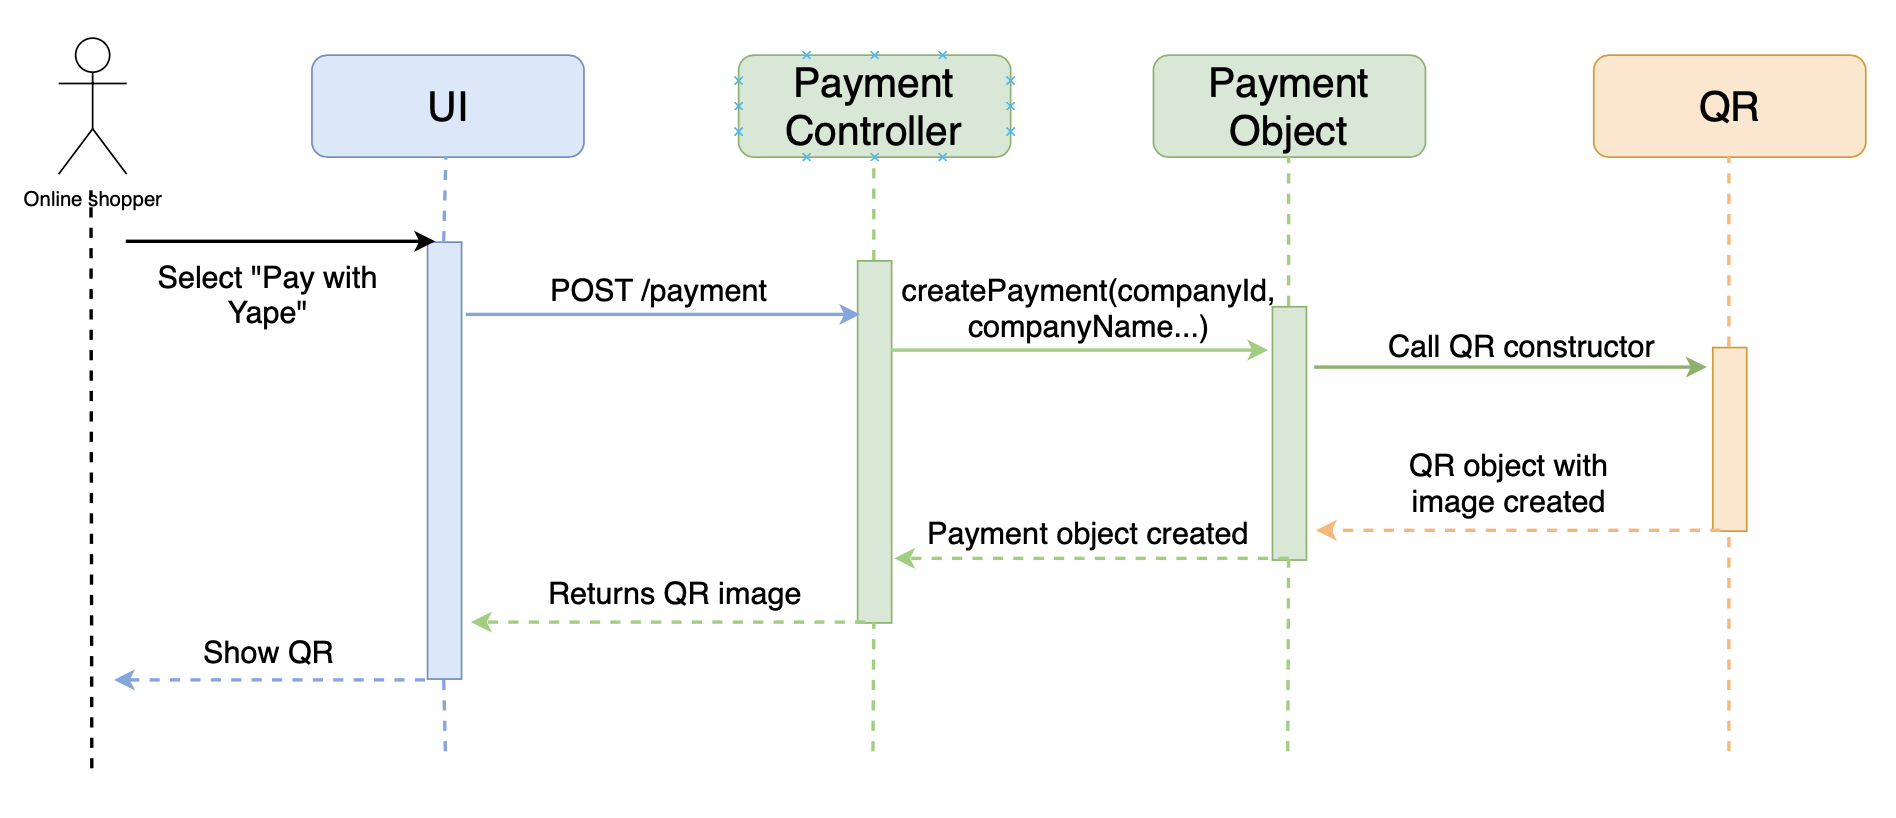 UI
Payment
Controller
Payment
Object
QR
Online shopper
Select "Pay with
Yape"
POST /payment
createPayment(companyId,
companyName...)
Call QR constructor
QR object with
image created
Payment object created
Returns QR image
Show QR